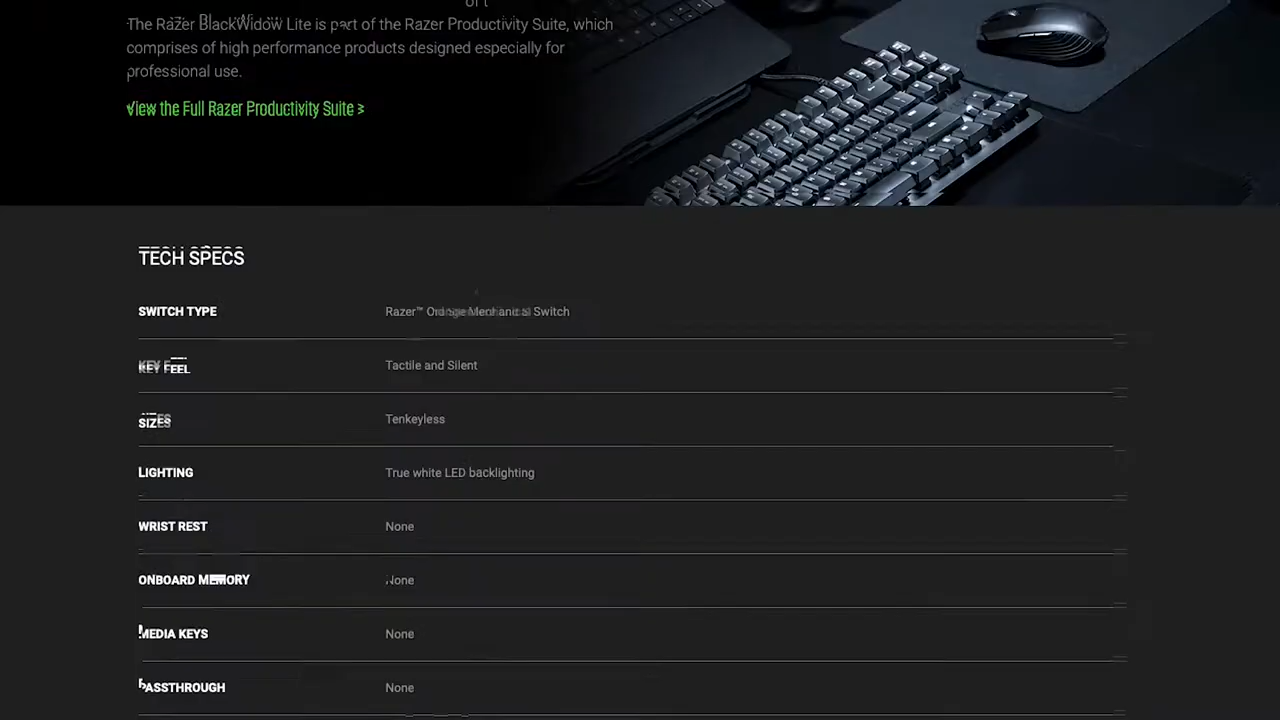 The Razer BlackWidow Lite is part of the Razer Productivity Suite, which
comprises of high performance products designed especially for
professional use.
View the Full Razer Productivity Suite >
TECH SPECS
SWITCH TYPE Razer™ Orange Mechanical Switch
KEY FEEL Tactile and Silent
SIZES Tenkeyless
LIGHTING True white LED backlighting
WRIST REST None
ONBOARD MEMORY None
MEDIA KEYS None
PASSTHROUGH None